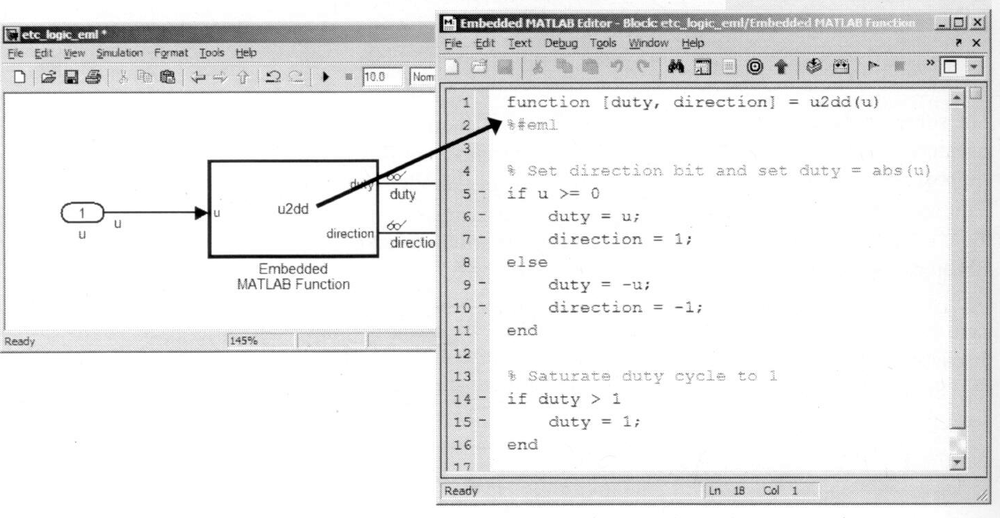 etc_logic_eml *
File Edit View Simulation Format Tools Help
10.0 Nom
1
u
u
u
u2dd
duty
direction
duty
directio
Embedded
MATLAB Function
Ready 145%
Embedded MATLAB Editor - Block: etc_logic_eml/Embedded MATLAB Function
File Edit Text Debug Tools Window Help
1 function [duty, direction] = u2dd(u)
2 %#eml
3
4 % Set direction bit and set duty = abs(u)
5 - if u >= 0
6 - duty = u;
7 - direction = 1;
8 else
9 - duty = -u;
10 - direction = -1;
11 end
12
13 % Saturate duty cycle to 1
14 - if duty > 1
15 - duty = 1;
16 end
17
Ready Ln 18 Col 1